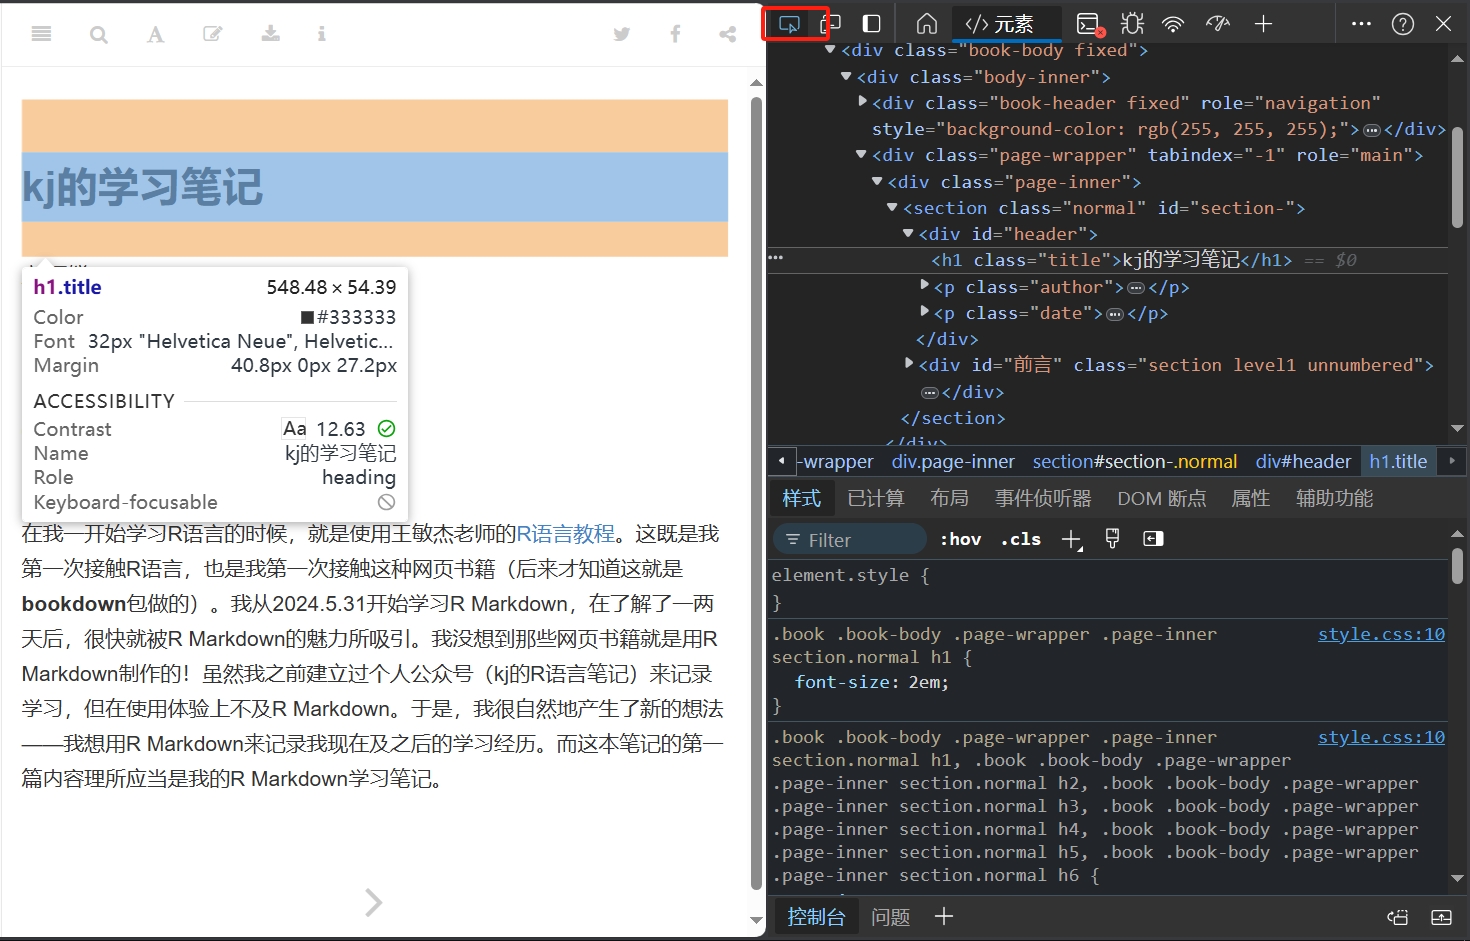 </> 元素
<div class="book-body fixed">
<div class="body-inner">
<div class="book-header fixed" role="navigation"
style="background-color: rgb(255, 255, 255);">…</div>
<div class="page-wrapper" tabindex="-1" role="main">
<div class="page-inner">
<section class="normal" id="section-">
<div id="header">
<h1 class="title">kj的学习笔记</h1> == $0
<p class="author">…</p>
<p class="date">…</p>
</div>
<div id="前言" class="section level1 unnumbered">
…</div>
</section>
</div>
-wrapper div.page-inner section#section-.normal div#header h1.title
样式 已计算 布局 事件侦听器 DOM 断点 属性 辅助功能
Filter :hov .cls
element.style {
}
.book .book-body .page-wrapper .page-inner style.css:10
section.normal h1 {
font-size: 2em;
}
.book .book-body .page-wrapper .page-inner style.css:10
section.normal h1, .book .book-body .page-wrapper
.page-inner section.normal h2, .book .book-body .page-wrapper
.page-inner section.normal h3, .book .book-body .page-wrapper
.page-inner section.normal h4, .book .book-body .page-wrapper
.page-inner section.normal h5, .book .book-body .page-wrapper
.page-inner section.normal h6 {
控制台 问题
kj的学习笔记
h1.title 548.48 × 54.39
Color #333333
Font 32px "Helvetica Neue", Helvetic...
Margin 40.8px 0px 27.2px
ACCESSIBILITY
Contrast Aa 12.63
Name kj的学习笔记
Role heading
Keyboard-focusable
在我一开始学习R语言的时候，就是使用王敏杰老师的R语言教程。这既是我
第一次接触R语言，也是我第一次接触这种网页书籍（后来才知道这就是
bookdown包做的）。我从2024.5.31开始学习R Markdown，在了解了一两
天后，很快就被R Markdown的魅力所吸引。我没想到那些网页书籍就是用R
Markdown制作的！虽然我之前建立过个人公众号（kj的R语言笔记）来记录
学习，但在使用体验上不及R Markdown。于是，我很自然地产生了新的想法
——我想用R Markdown来记录我现在及之后的学习经历。而这本笔记的第一
篇内容理所应当是我的R Markdown学习笔记。